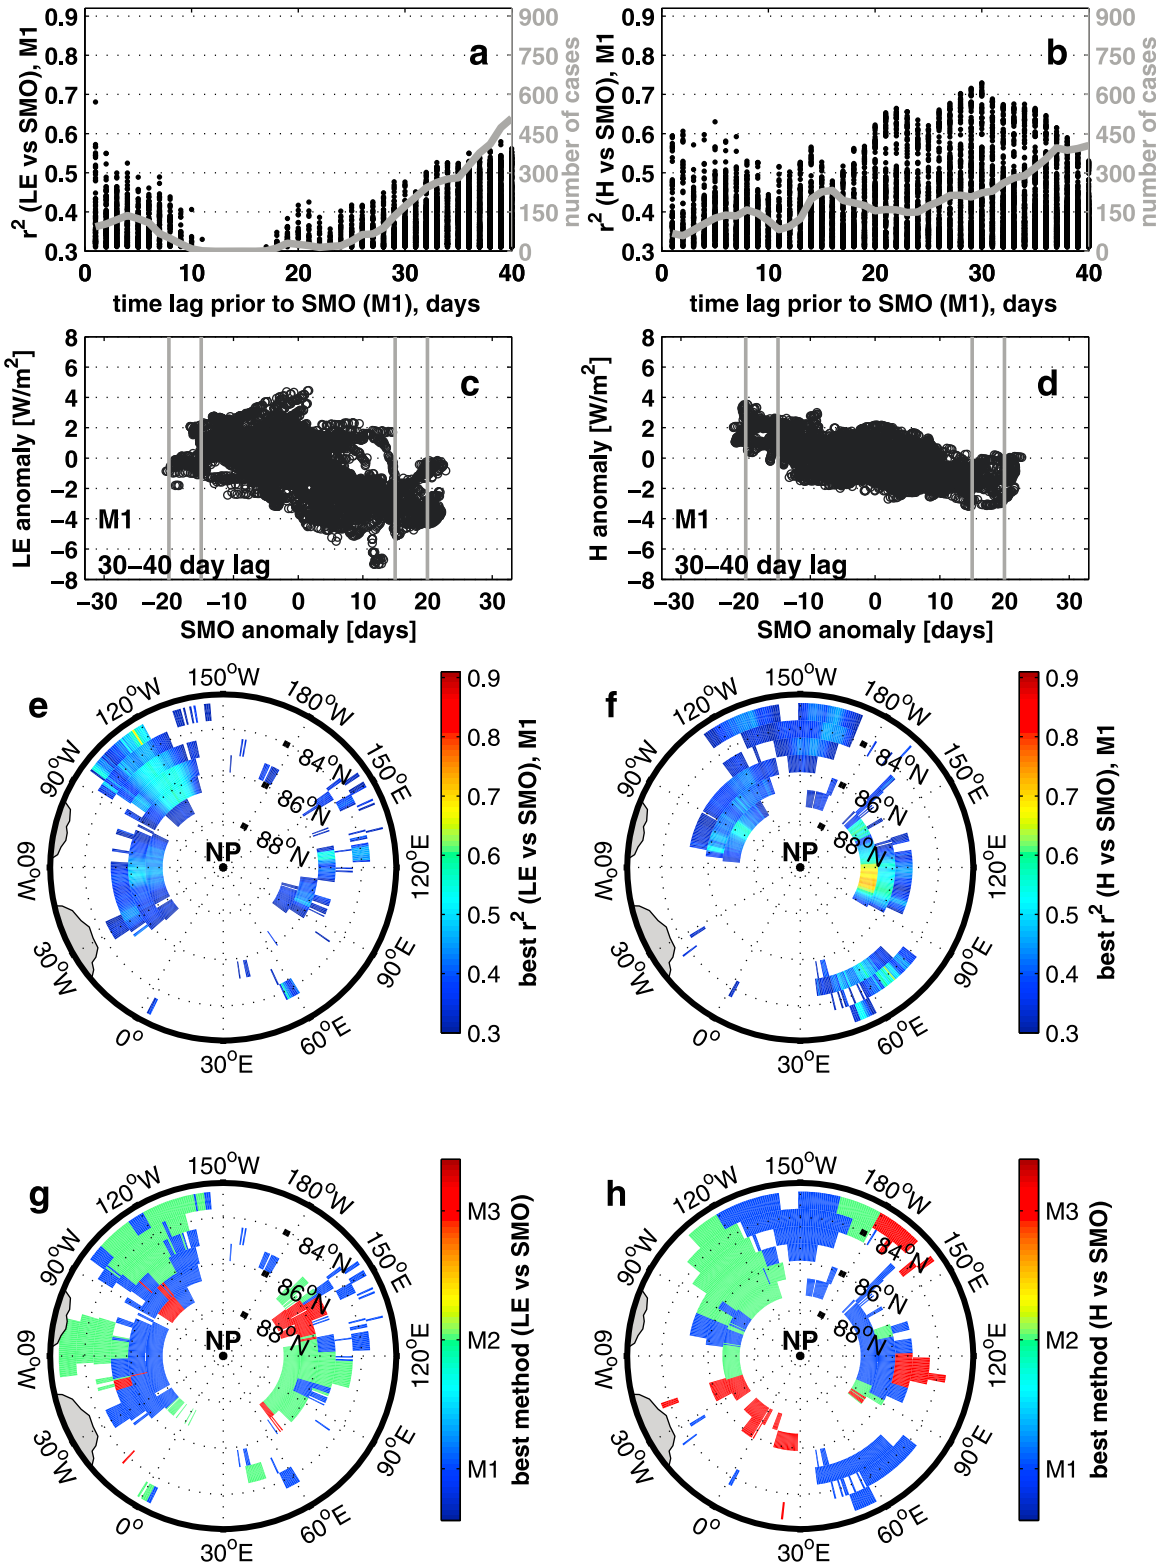 a
0.9
0.8
0.7
0.6
0.5
0.4
0.3
900
750
600
450
300
150
0
r² (LE vs SMO), M1
number of cases
0 10 20 30 40
time lag prior to SMO (M1), days
b
0.9
0.8
0.7
0.6
0.5
0.4
0.3
900
750
600
450
300
150
0
r² (H vs SMO), M1
number of cases
0 10 20 30 40
time lag prior to SMO (M1), days
c
8
6
4
2
0
−2
−4
−6
−8
LE anomaly [W/m²]
M1
30−40 day lag
−30 −20 −10 0 10 20 30
SMO anomaly [days]
d
8
6
4
2
0
−2
−4
−6
−8
H anomaly [W/m²]
M1
30−40 day lag
−30 −20 −10 0 10 20 30
SMO anomaly [days]
e
150°W
180°W
150°E
120°E
90°E
60°E
30°E
0°
30°W
60°W
90°W
120°W
84°N
86°N
88°N
NP
0.9
0.8
0.7
0.6
0.5
0.4
0.3
best r² (LE vs SMO), M1
f
150°W
180°W
150°E
120°E
90°E
60°E
30°E
0°
30°W
60°W
90°W
120°W
84°N
86°N
88°N
NP
0.9
0.8
0.7
0.6
0.5
0.4
0.3
best r² (H vs SMO), M1
g
150°W
180°W
150°E
120°E
90°E
60°E
30°E
0°
30°W
60°W
90°W
120°W
84°N
86°N
88°N
NP
M3
M2
M1
best method (LE vs SMO)
h
150°W
180°W
150°E
120°E
90°E
60°E
30°E
0°
30°W
60°W
90°W
120°W
84°N
86°N
88°N
NP
M3
M2
M1
best method (H vs SMO)